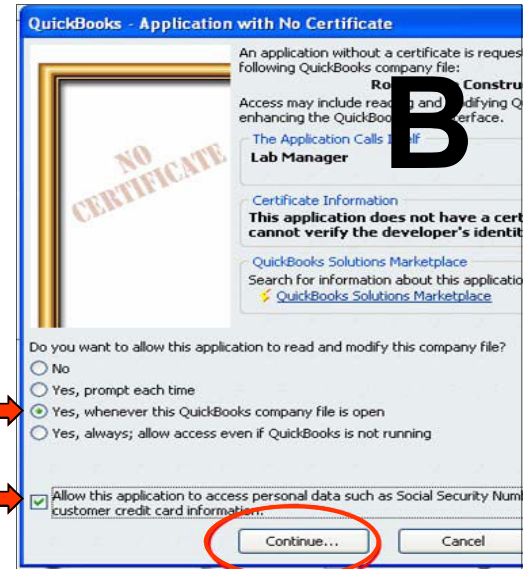 QuickBooks - Application with No Certificate
An application without a certificate is reques
following QuickBooks company file:
Constru
Access may include and Q
enhancing the
B
NO
CERTIFICATE
The Application Calls
Lab Manager
Certificate Information
This application does not have a cert
cannot verify the developer's identit
QuickBooks Solutions Marketplace
Search for information about this applicatio
QuickBooks Solutions Marketplace
Do you want to allow this application to read and modify this company file?
No
Yes, prompt each time
Yes, whenever this QuickBooks company file is open
Yes, always; allow access even if QuickBooks is not running
Allow this application to access personal data such as Social Security Num
customer credit card information.
Continue...
Cancel